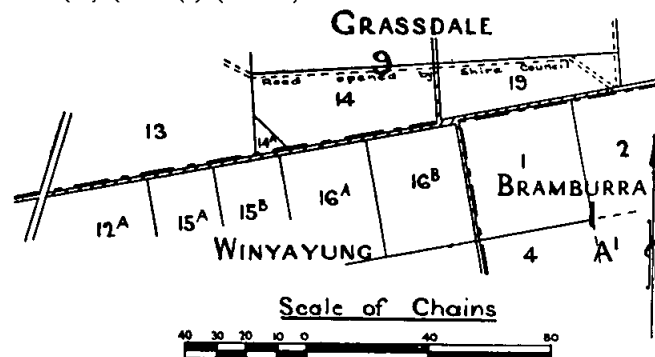 GRASSDALE
9
Road opened by Shire Council
14
19
13
14A
1
2
16B
16A
BRAMBURRA
15B
15A
12A
WINYAYUNG
4
A¹
Scale of Chains
40 30 20 10 0 40 80